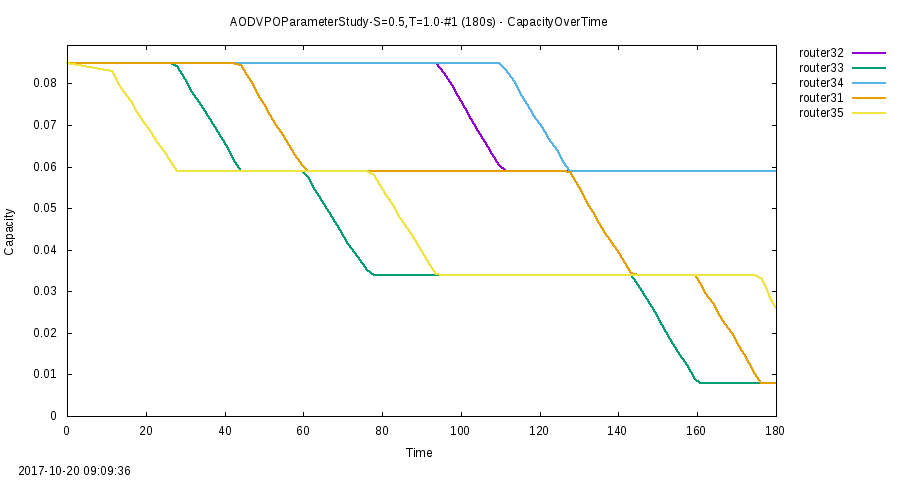 AODVPOParameterStudy-S=0.5,T=1.0-#1 (180s) - CapacityOverTime
router32
router33
router34
router31
router35
0.08
0.07
0.06
0.05
0.04
0.03
0.02
0.01
0
Capacity
0 20 40 60 80 100 120 140 160 180
Time
2017-10-20 09:09:36